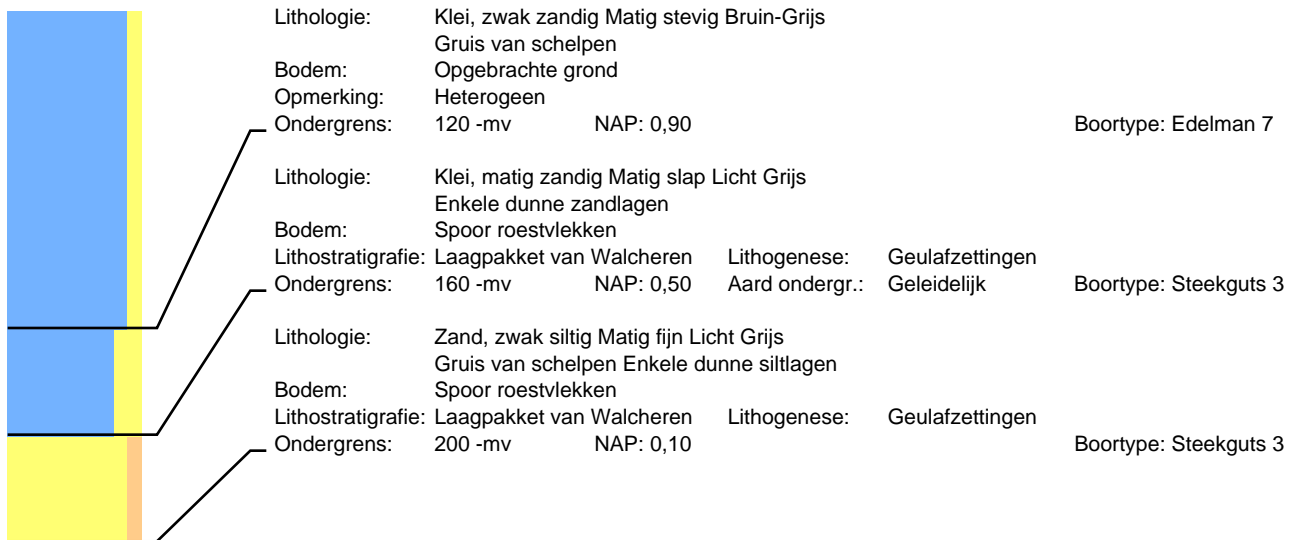 Lithologie: Klei, zwak zandig Matig stevig Bruin-Grijs
Gruis van schelpen
Bodem: Opgebrachte grond
Opmerking: Heterogeen
Ondergrens: 120 -mv NAP: 0,90 Boortype: Edelman 7
Lithologie: Klei, matig zandig Matig slap Licht Grijs
Enkele dunne zandlagen
Bodem: Spoor roestvlekken
Lithostratigrafie: Laagpakket van Walcheren Lithogenese: Geulafzettingen
Ondergrens: 160 -mv NAP: 0,50 Aard ondergr.: Geleidelijk Boortype: Steekguts 3
Lithologie: Zand, zwak siltig Matig fijn Licht Grijs
Gruis van schelpen Enkele dunne siltlagen
Bodem: Spoor roestvlekken
Lithostratigrafie: Laagpakket van Walcheren Lithogenese: Geulafzettingen
Ondergrens: 200 -mv NAP: 0,10 Boortype: Steekguts 3